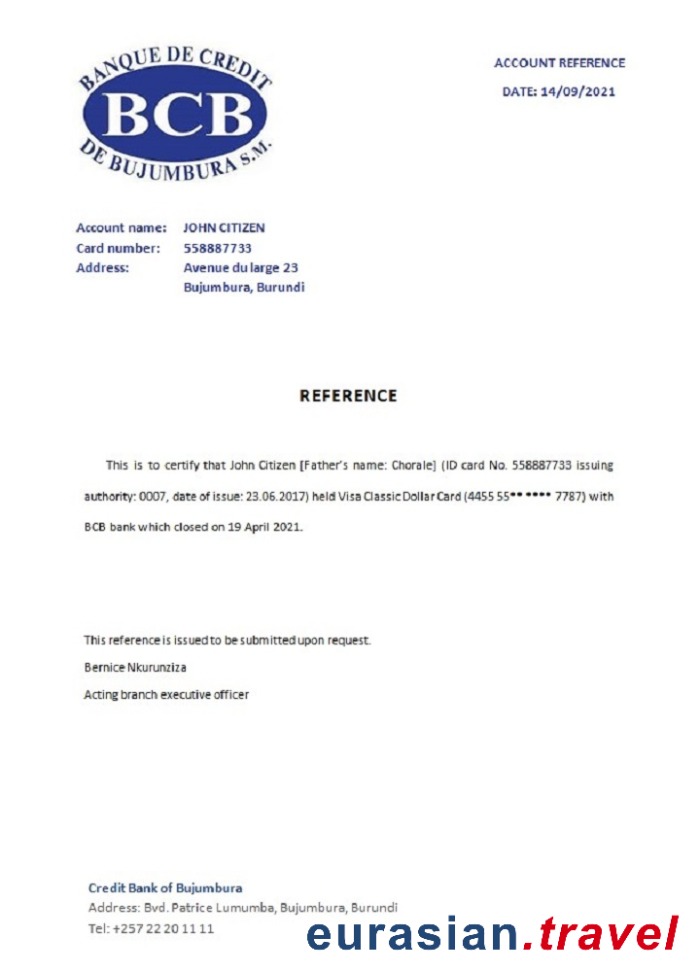 BANQUE DE CREDIT
BCB
DE BUJUMBURA S.M.
ACCOUNT REFERENCE
DATE: 14/09/2021
Account name: JOHN CITIZEN
Card number: 558887733
Address: Avenue du large 23
Bujumbura, Burundi
REFERENCE
This is to certify that John Citizen [Father's name: Chorale] (ID card No. 558887733 issuing
authority: 0007, date of issue: 23.06.2017) held Visa Classic Dollar Card (4455 55** **** 7787) with
BCB bank which closed on 19 April 2021.
This reference is issued to be submitted upon request.
Bernice Nkurunziza
Acting branch executive officer
Credit Bank of Bujumbura
Address: Bvd. Patrice Lumumba, Bujumbura, Burundi
Tel: +257 22 20 11 11
eurasian.travel